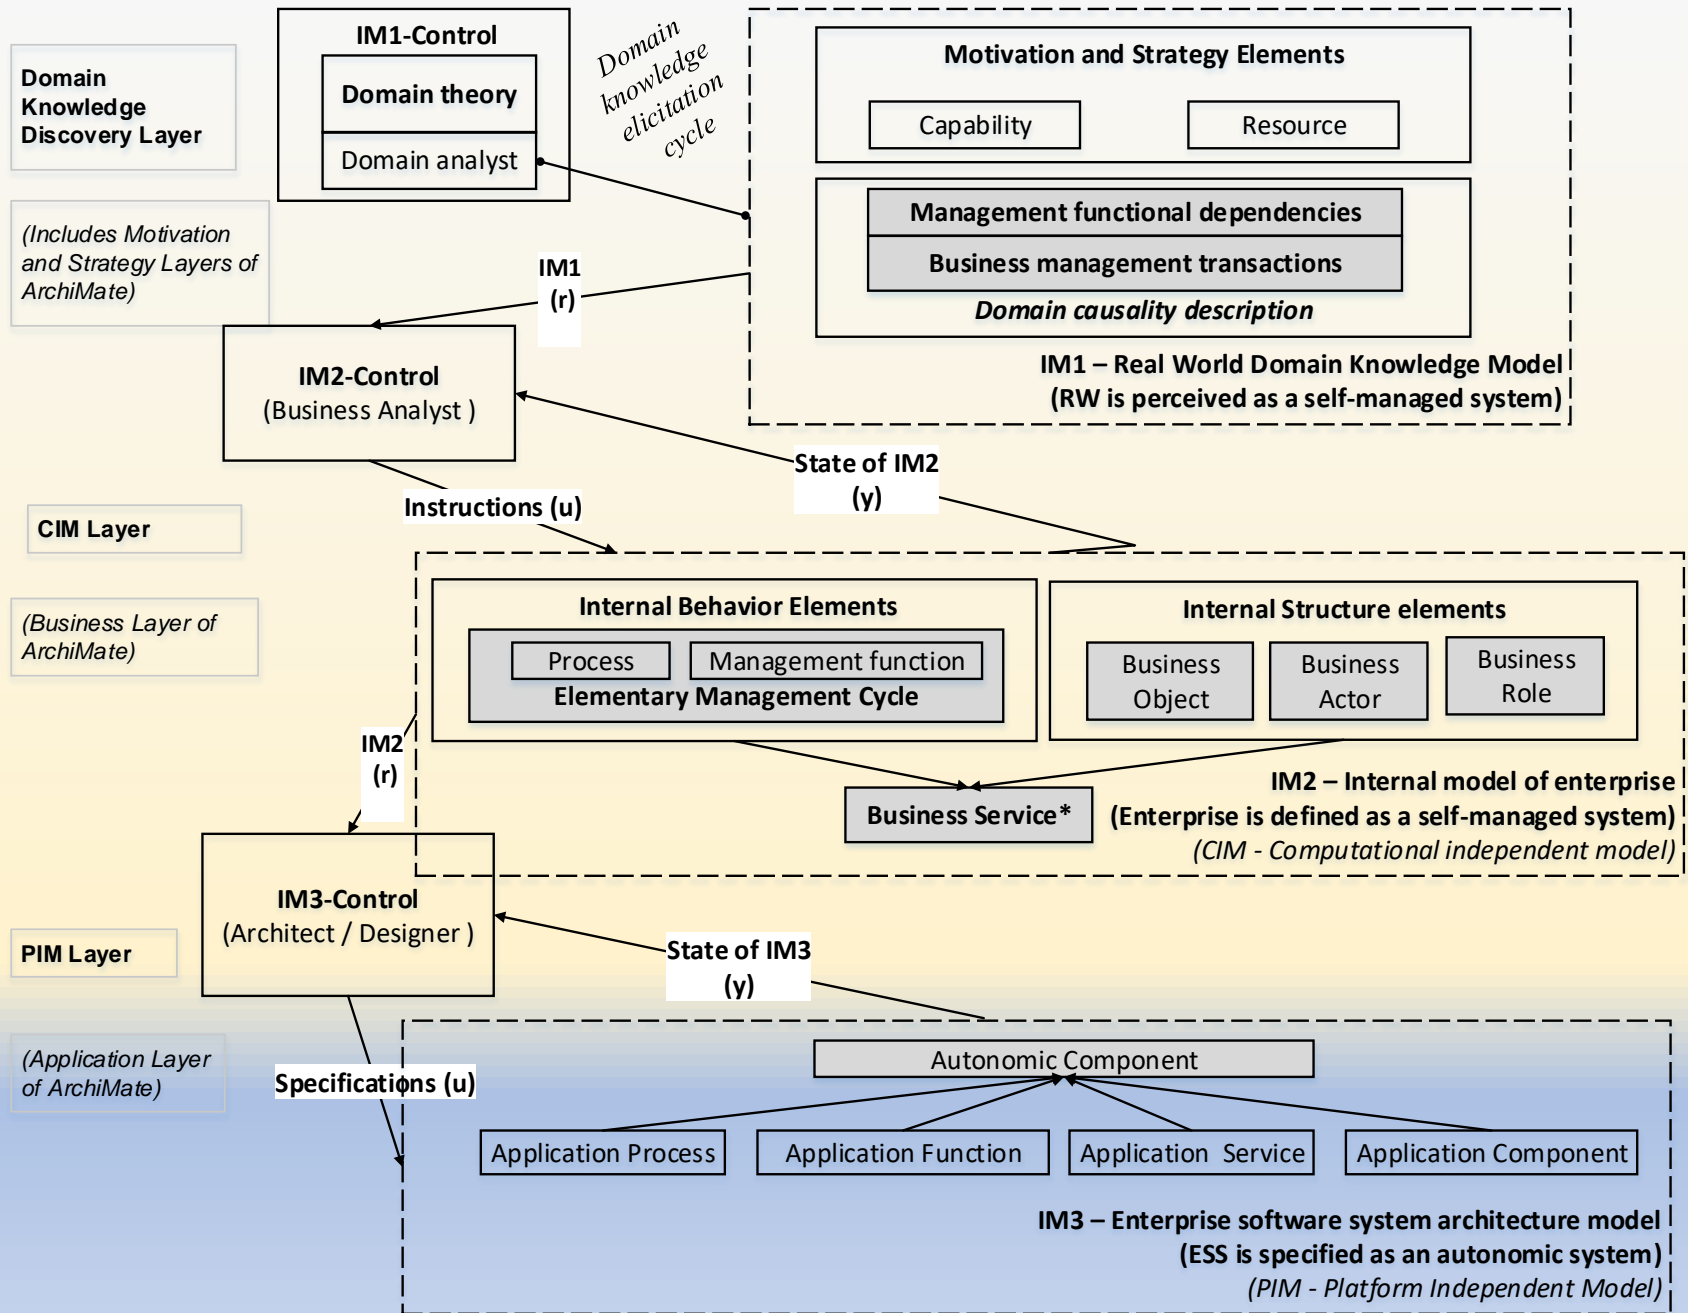 IM1-Control
Domain theory
Domain analyst
Domain
knowledge
elicitation
cycle
Motivation and Strategy Elements
Capability
Resource
Management functional dependencies
Business management transactions
Domain causality description
IM1 – Real World Domain Knowledge Model
(RW is perceived as a self-managed system)
Domain
Knowledge
Discovery Layer
(Includes Motivation
and Strategy Layers of
ArchiMate)
IM1
(r)
IM2-Control
(Business Analyst )
State of IM2
(y)
Instructions (u)
CIM Layer
(Business Layer of
ArchiMate)
Internal Behavior Elements
Process
Management function
Elementary Management Cycle
Internal Structure elements
Business
Object
Business
Actor
Business
Role
Business Service*
IM2 – Internal model of enterprise
(Enterprise is defined as a self-managed system)
(CIM - Computational independent model)
IM2
(r)
IM3-Control
(Architect / Designer )
State of IM3
(y)
PIM Layer
(Application Layer
of ArchiMate)
Specifications (u)
Autonomic Component
Application Process
Application Function
Application  Service
Application Component
IM3 – Enterprise software system architecture model
(ESS is specified as an autonomic system)
(PIM - Platform Independent Model)